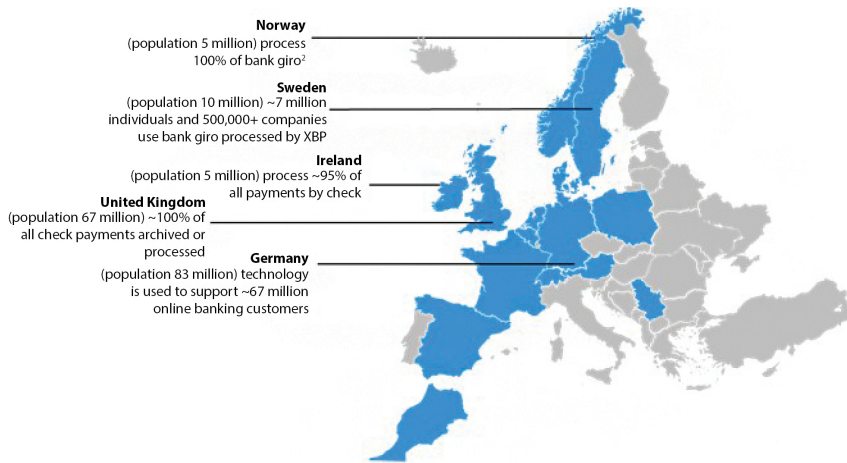 Norway
(population 5 million) process
100% of bank giro²
Sweden
(population 10 million) ~7 million
individuals and 500,000+ companies
use bank giro processed by XBP
Ireland
(population 5 million) process ~95% of
all payments by check
United Kingdom
(population 67 million) ~100% of
all check payments archived or
processed
Germany
(population 83 million) technology
is used to support ~67 million
online banking customers